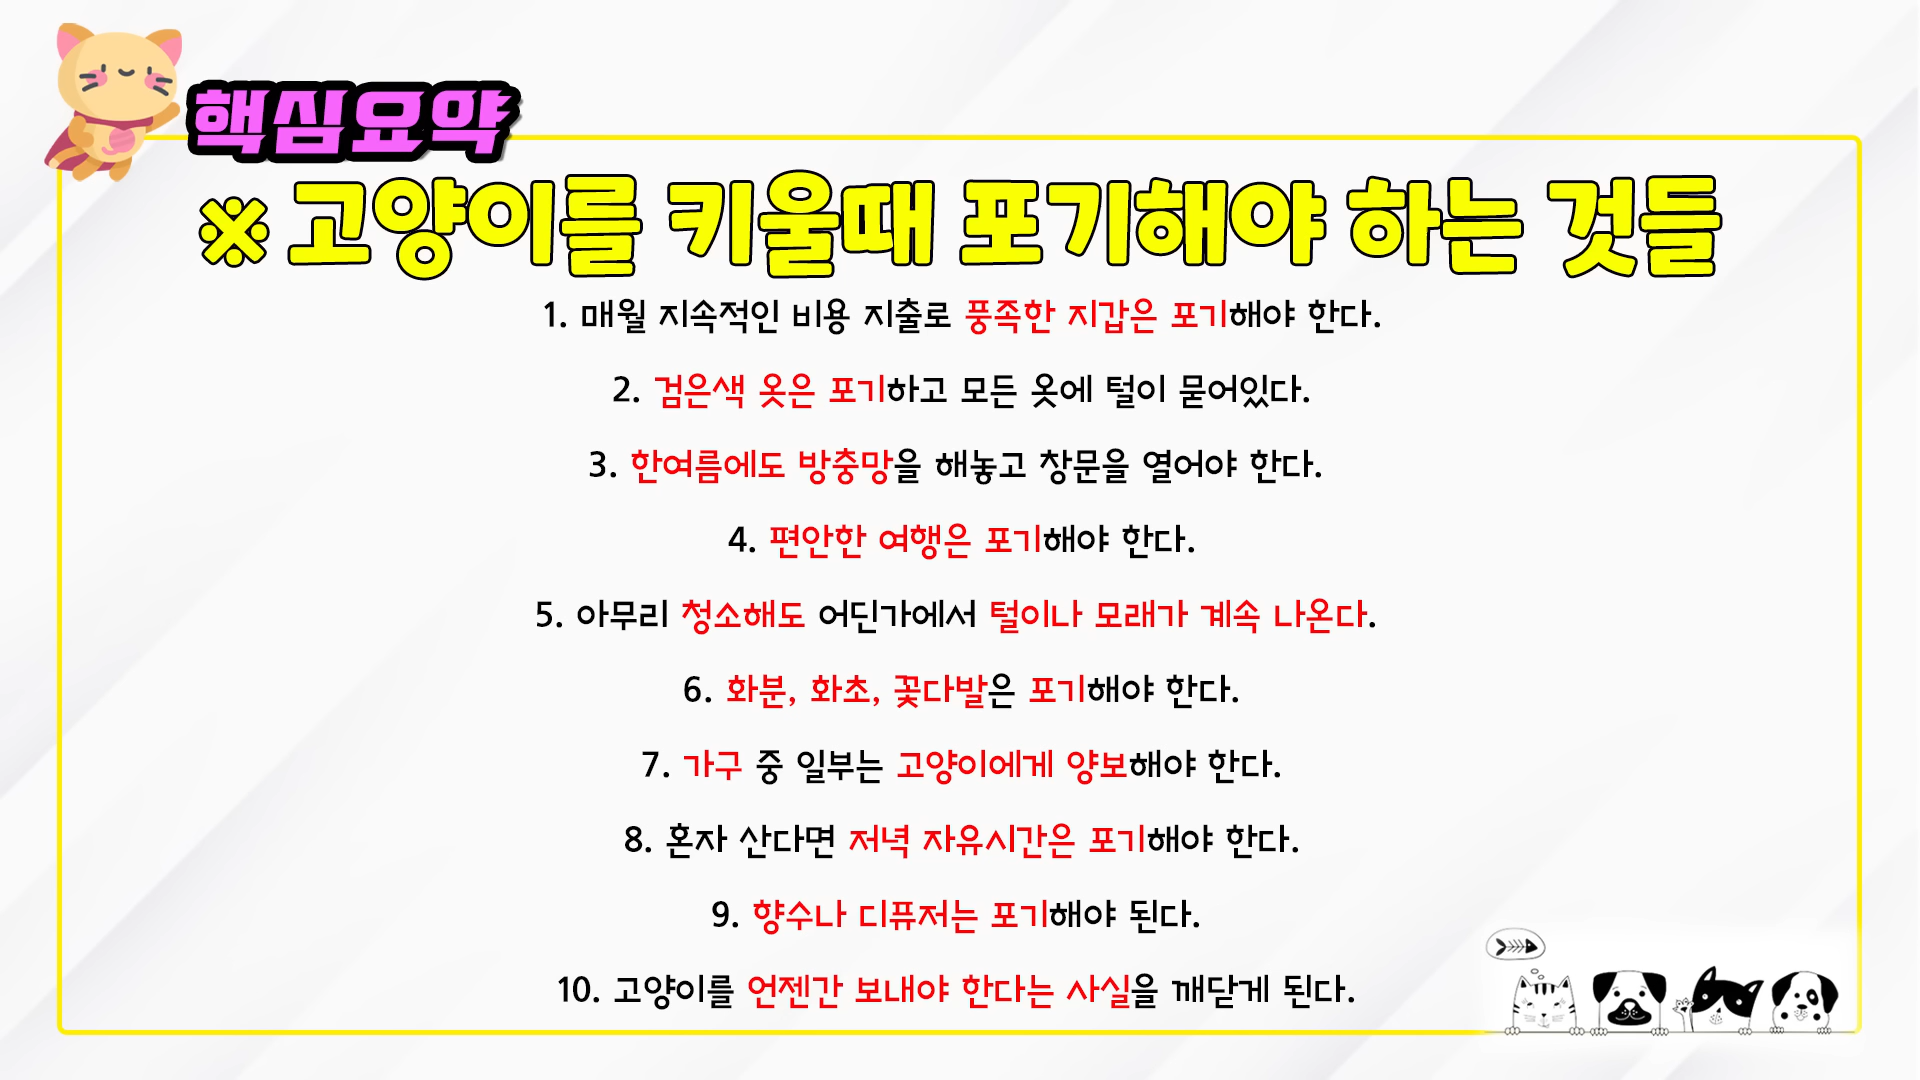 핵심요약
※ 고양이를 키울때 포기해야 하는 것들
1. 매월 지속적인 비용 지출로 풍족한 지갑은 포기해야 한다.
2. 검은색 옷은 포기하고 모든 옷에 털이 묻어있다.
3. 한여름에도 방충망을 해놓고 창문을 열어야 한다.
4. 편안한 여행은 포기해야 한다.
5. 아무리 청소해도 어딘가에서 털이나 모래가 계속 나온다.
6. 화분, 화초, 꽃다발은 포기해야 한다.
7. 가구 중 일부는 고양이에게 양보해야 한다.
8. 혼자 산다면 저녁 자유시간은 포기해야 한다.
9. 향수나 디퓨저는 포기해야 된다.
10. 고양이를 언젠간 보내야 한다는 사실을 깨닫게 된다.